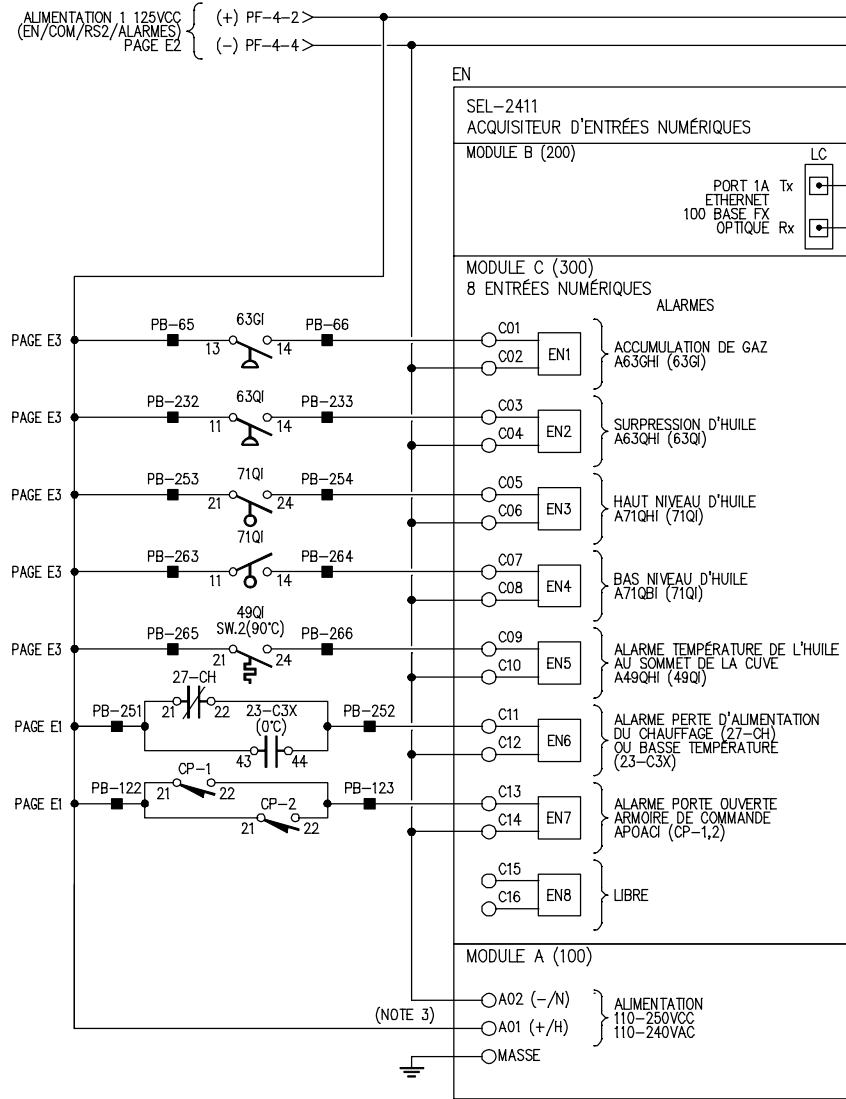 ALIMENTATION 1 125VCC
(EN/COM/RS2/ALARMES)
PAGE E2
(+) PF-4-2
(-) PF-4-4
EN
SEL-2411
ACQUISITEUR D'ENTRÉES NUMÉRIQUES
MODULE B (200)
LC
PORT 1A Tx
ETHERNET
100 BASE FX
OPTIQUE Rx
MODULE C (300)
8 ENTRÉES NUMÉRIQUES
ALARMES
PAGE E3 PB-65 63GI 13 14 PB-66 C01 C02 EN1
ACCUMULATION DE GAZ
A63GHI (63GI)
PAGE E3 PB-232 63QI 11 14 PB-233 C03 C04 EN2
SURPRESSION D'HUILE
A63QHI (63QI)
PAGE E3 PB-253 71QI 21 24 PB-254 C05 C06 EN3
HAUT NIVEAU D'HUILE
A71QHI (71QI)
PAGE E3 PB-263 71QI 11 14 PB-264 C07 C08 EN4
BAS NIVEAU D'HUILE
A71QBI (71QI)
49QI
SW.2(90°C)
PAGE E3 PB-265 21 24 PB-266 C09 C10 EN5
ALARME TEMPÉRATURE DE L'HUILE
AU SOMMET DE LA CUVE
A49QHI (49QI)
27-CH
21 22
23-C3X
(0°C)
43 44
PAGE E1 PB-251 PB-252 C11 C12 EN6
ALARME PERTE D'ALIMENTATION
DU CHAUFFAGE (27-CH)
OU BASSE TEMPÉRATURE
(23-C3X)
CP-1
21 22
CP-2
21 22
PAGE E1 PB-122 PB-123 C13 C14 EN7
ALARME PORTE OUVERTE
ARMOIRE DE COMMANDE
APOACI (CP-1,2)
C15 C16 EN8
LIBRE
MODULE A (100)
A02 (-/N)
(NOTE 3)
A01 (+/H)
MASSE
ALIMENTATION
110-250VCC
110-240VAC